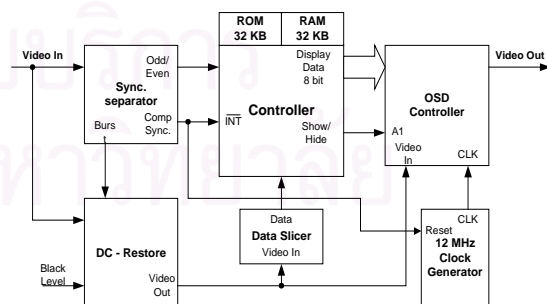 ROM
32 KB
RAM
32 KB
Video In
Odd/
Even
Sync.
separator
Burs
t
Comp
Sync.
INT
Controller
Display
Data
8 bit
Show/
Hide
Video Out
OSD
Controller
A1
Video
In
CLK
DC - Restore
Black
Level
Video
Out
Data
Data Slicer
Video In
CLK
Reset
12 MHz
Clock
Generator